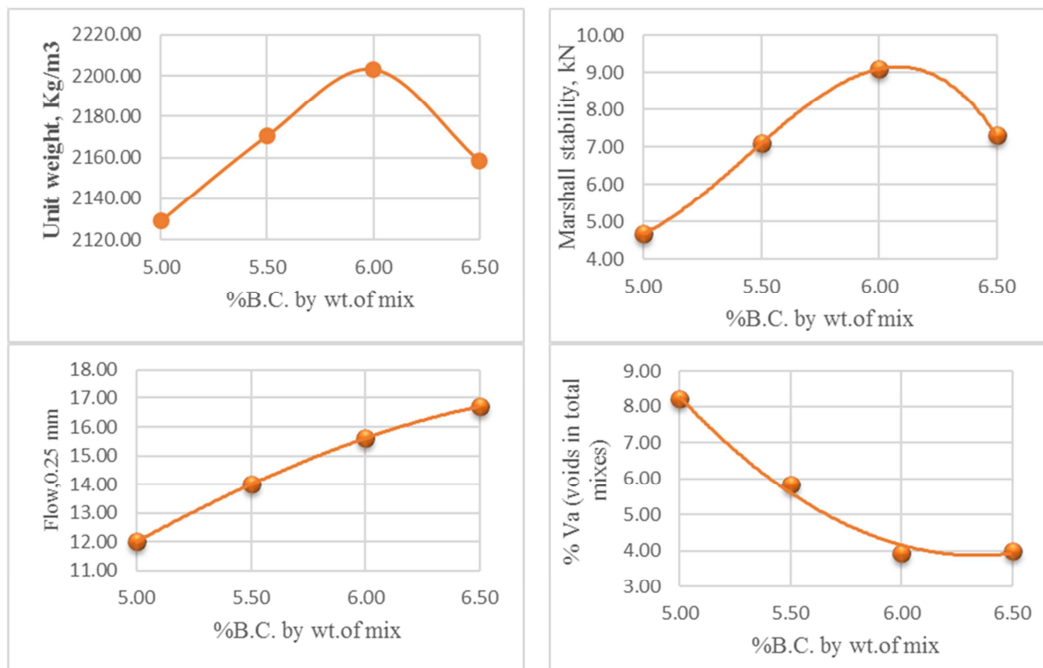 Unit weight, Kg/m3
2220.00
2200.00
2180.00
2160.00
2140.00
2120.00
5.00 5.50 6.00 6.50
%B.C. by wt.of mix
Marshall stability, kN
10.00
9.00
8.00
7.00
6.00
5.00
4.00
5.00 5.50 6.00 6.50
%B.C. by wt.of mix
Flow,0.25 mm
18.00
17.00
16.00
15.00
14.00
13.00
12.00
11.00
5.00 5.50 6.00 6.50
%B.C. by wt.of mix
% Va (voids in total
mixes)
9.00
8.00
7.00
6.00
5.00
4.00
3.00
5.00 5.50 6.00 6.50
%B.C. by wt.of mix